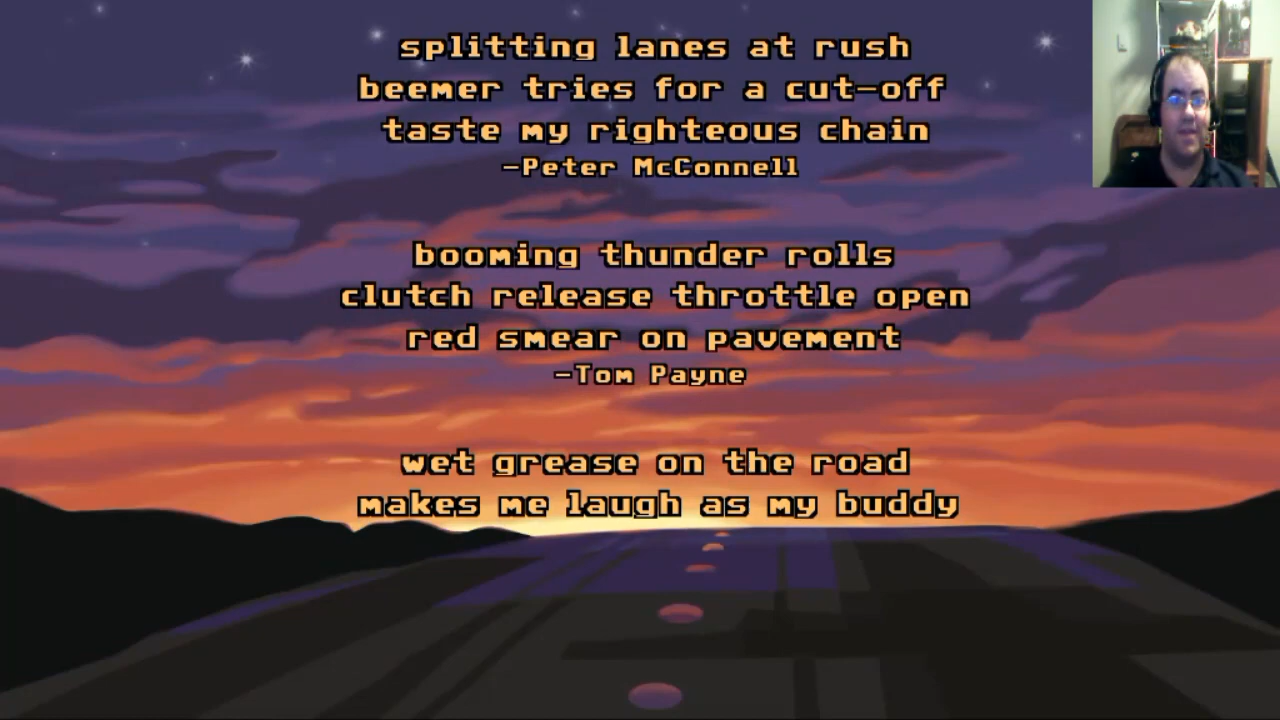 splitting lanes at rush
beemer tries for a cut-off
taste my righteous chain
-Peter McConnell
booming thunder rolls
clutch release throttle open
red smear on pavement
-Tom Payne
wet grease on the road
makes me laugh as my buddy